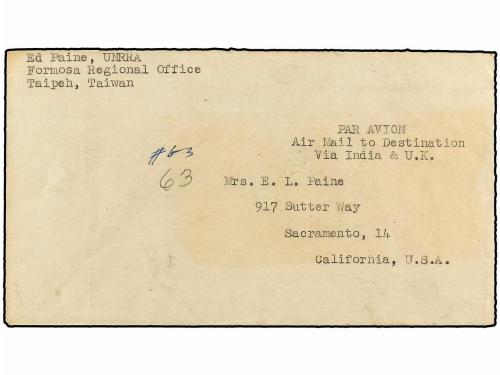 Ed Paine, UNRRA
Formosa Regional Office
Taipeh, Taiwan
PAR AVION
Air Mail to Destination
Via India & U.K.
#63
63
Mrs. E. L. Paine
917 Sutter Way
Sacramento, 14
California, U.S.A.